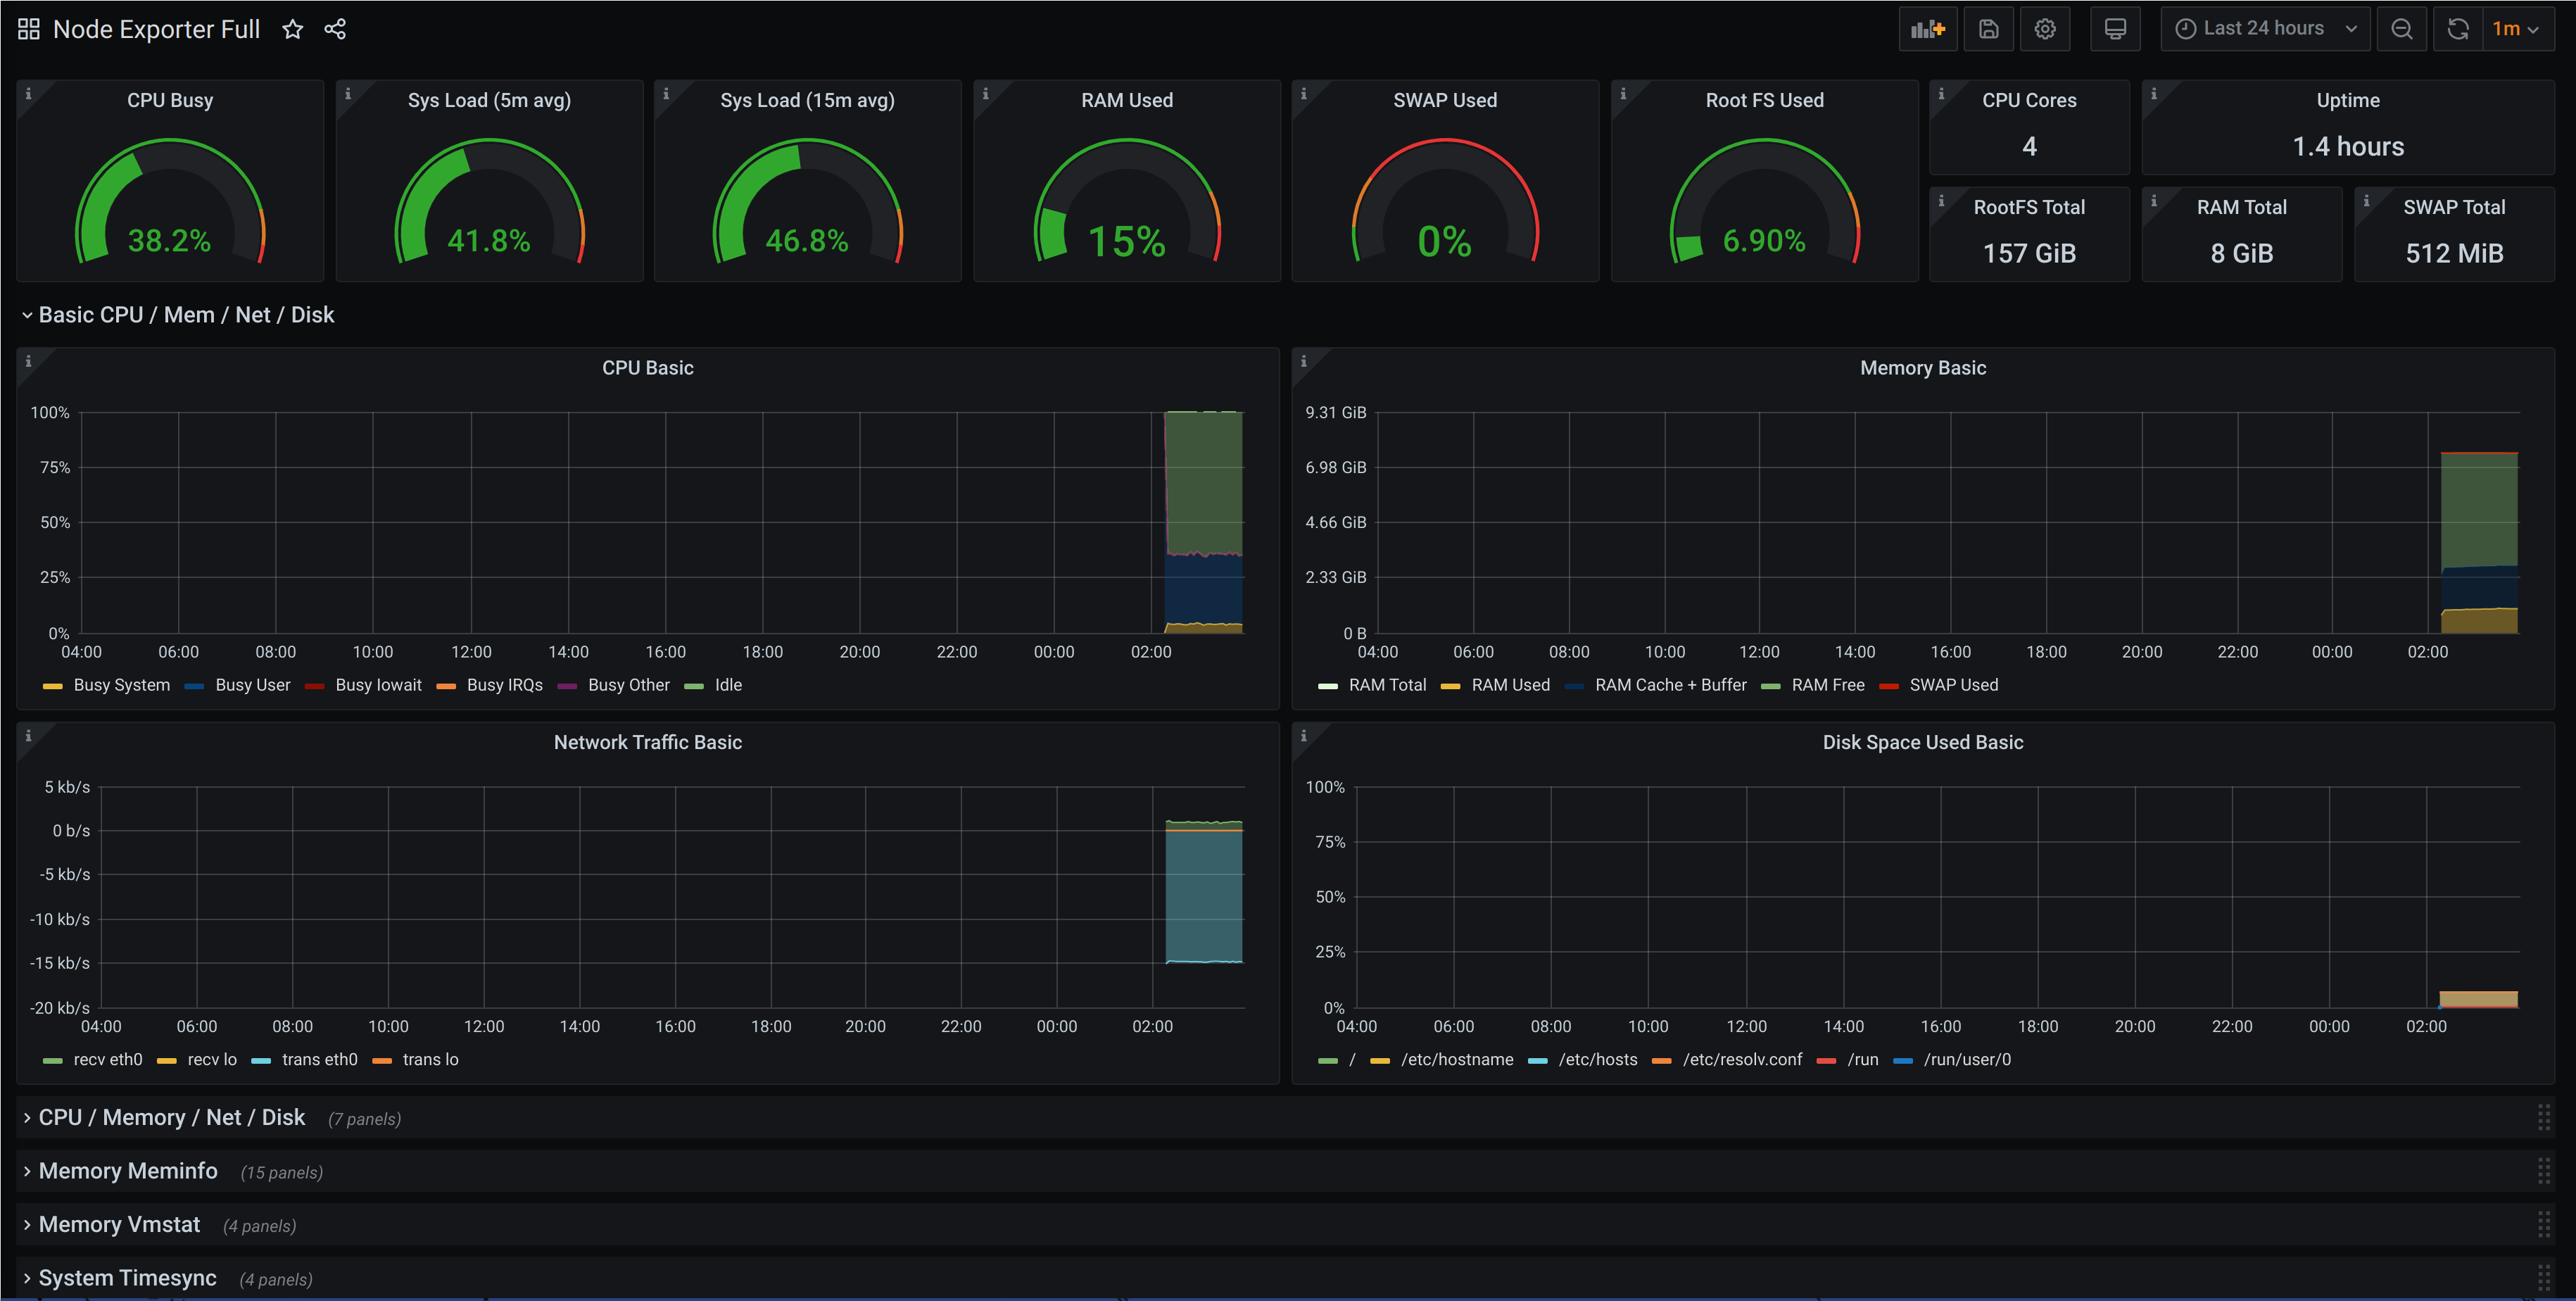 Node Exporter Full
Last 24 hours
1m
CPU Busy
38.2%
Sys Load (5m avg)
41.8%
Sys Load (15m avg)
46.8%
RAM Used
15%
SWAP Used
0%
Root FS Used
6.90%
CPU Cores
4
Uptime
1.4 hours
RootFS Total
157 GiB
RAM Total
8 GiB
SWAP Total
512 MiB
Basic CPU / Mem / Net / Disk
CPU Basic
100%
75%
50%
25%
0%
04:00 06:00 08:00 10:00 12:00 14:00 16:00 18:00 20:00 22:00 00:00 02:00
Busy System Busy User Busy Iowait Busy IRQs Busy Other Idle
Memory Basic
9.31 GiB
6.98 GiB
4.66 GiB
2.33 GiB
0 B
04:00 06:00 08:00 10:00 12:00 14:00 16:00 18:00 20:00 22:00 00:00 02:00
RAM Total RAM Used RAM Cache + Buffer RAM Free SWAP Used
Network Traffic Basic
5 kb/s
0 b/s
-5 kb/s
-10 kb/s
-15 kb/s
-20 kb/s
04:00 06:00 08:00 10:00 12:00 14:00 16:00 18:00 20:00 22:00 00:00 02:00
recv eth0 recv lo trans eth0 trans lo
Disk Space Used Basic
100%
75%
50%
25%
0%
04:00 06:00 08:00 10:00 12:00 14:00 16:00 18:00 20:00 22:00 00:00 02:00
/ /etc/hostname /etc/hosts /etc/resolv.conf /run /run/user/0
CPU / Memory / Net / Disk (7 panels)
Memory Meminfo (15 panels)
Memory Vmstat (4 panels)
System Timesync (4 panels)